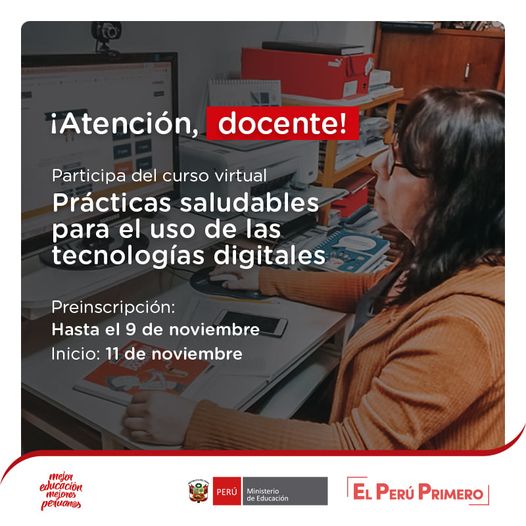 ¡Atención, docente!
Participa del curso virtual
Prácticas saludables
para el uso de las
tecnologías digitales
Preinscripción:
Hasta el 9 de noviembre
Inicio: 11 de noviembre
mejor
educación,
mejores
peruanos
PERÚ
Ministerio
de Educación
EL PERÚ PRIMERO